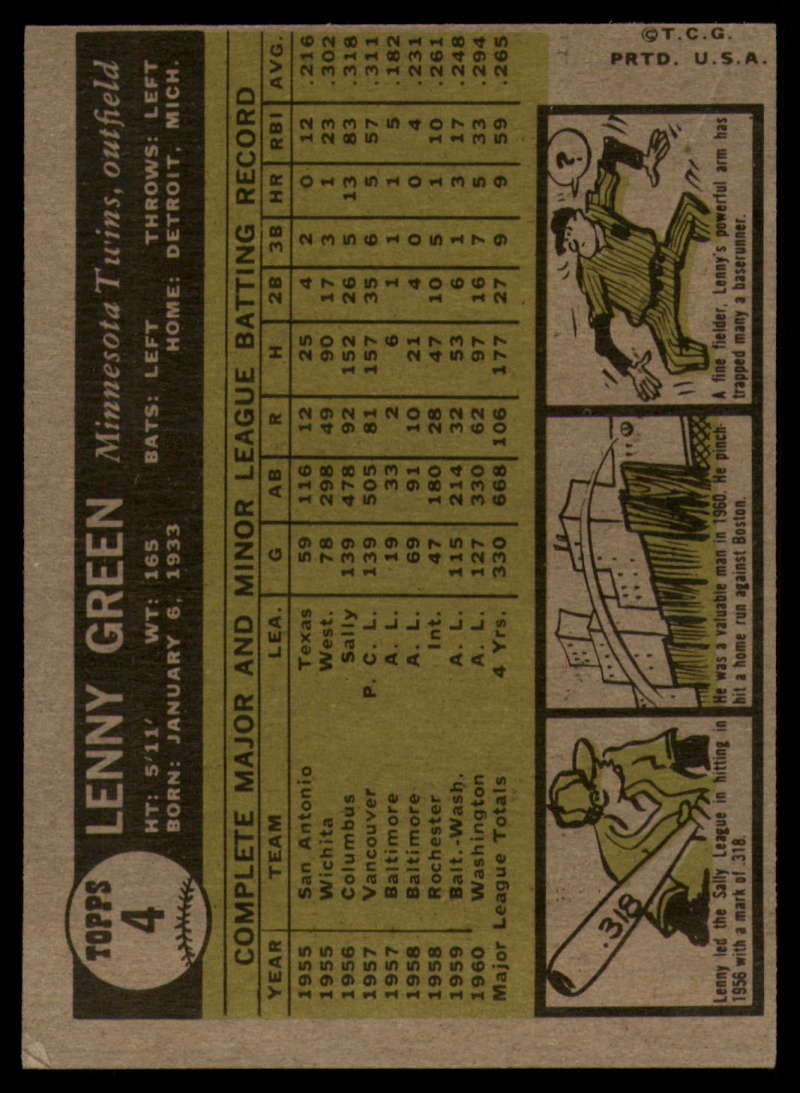 TOPPS
4
LENNY GREEN Minnesota Twins, outfield
HT: 5'11' WT: 165 BATS: LEFT THROWS: LEFT
BORN: JANUARY 6, 1933 HOME: DETROIT, MICH.
COMPLETE MAJOR AND MINOR LEAGUE BATTING RECORD
YEAR TEAM LEA. G AB R H 2B 3B HR RBI AVG.
1955 San Antonio Texas 59 116 12 25 4 2 0 12 .216
1955 Wichita West. 78 298 49 90 17 3 1 23 .302
1956 Columbus Sally 139 478 92 152 26 5 13 83 .318
1957 Vancouver P. C. L. 139 505 81 157 35 6 5 57 .311
1957 Baltimore A. L. 19 33 2 6 1 1 1 5 .182
1958 Baltimore A. L. 69 91 10 21 4 0 0 4 .231
1958 Rochester Int. 47 180 28 47 10 5 1 10 .261
1959 Balt.-Wash. A. L. 115 214 32 53 6 1 3 17 .248
1960 Washington A. L. 127 330 62 97 16 7 5 33 .294
Major League Totals 4 Yrs. 330 668 106 177 27 9 9 59 .265
.318
Lenny led the Sally League in hitting in
1956 with a mark of .318.
He was a valuable man in 1960. He pinch-
hit a home run against Boston.
?
A fine fielder, Lenny's powerful arm has
trapped many a baserunner.
©T.C.G.
PRTD. U.S.A.